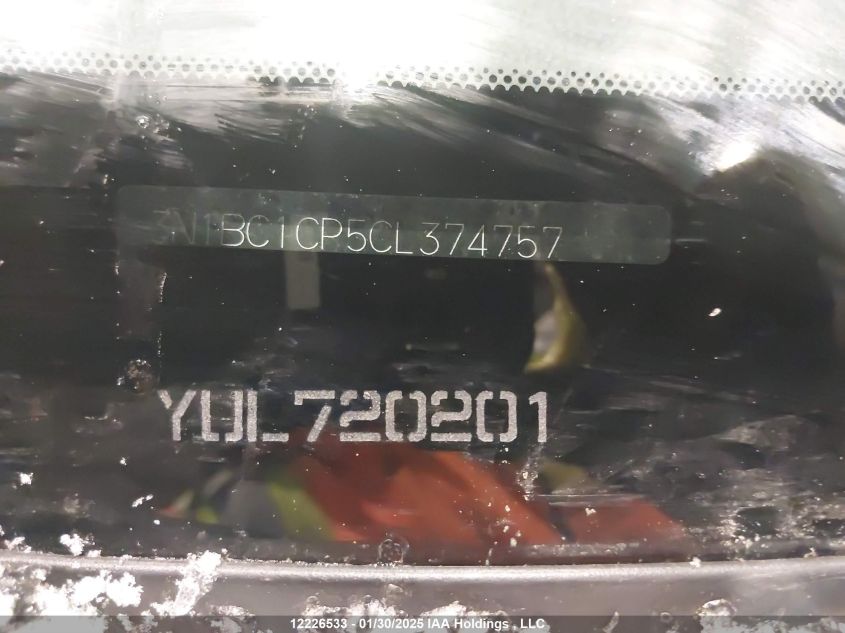 3N1BC1CP5CL374757
YUL720201
12226533 - 01/30/2025 IAA Holdings , LLC